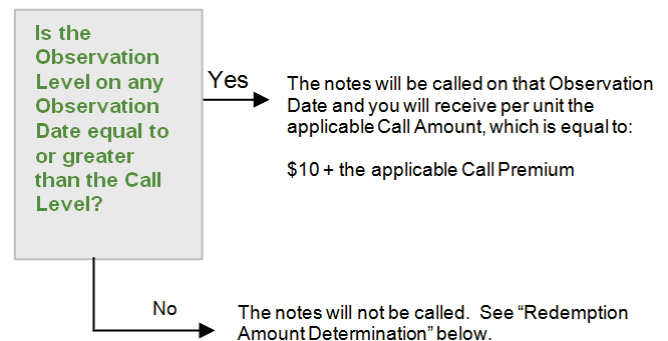 Is the
Observation
Level on any
Observation
Date equal to
or greater
than the Call
Level?
Yes
The notes will be called on that Observation
Date and you will receive per unit the
applicable Call Amount, which is equal to:
$10 + the applicable Call Premium
No
The notes will not be called.  See “Redemption
Amount Determination” below.